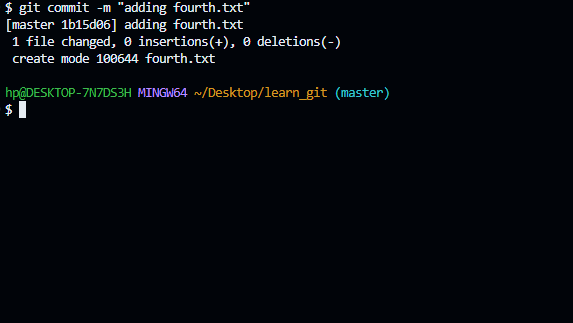 $ git commit -m "adding fourth.txt"
[master 1b15d06] adding fourth.txt
 1 file changed, 0 insertions(+), 0 deletions(-)
 create mode 100644 fourth.txt

hp@DESKTOP-7N7DS3H MINGW64 ~/Desktop/learn_git (master)
$